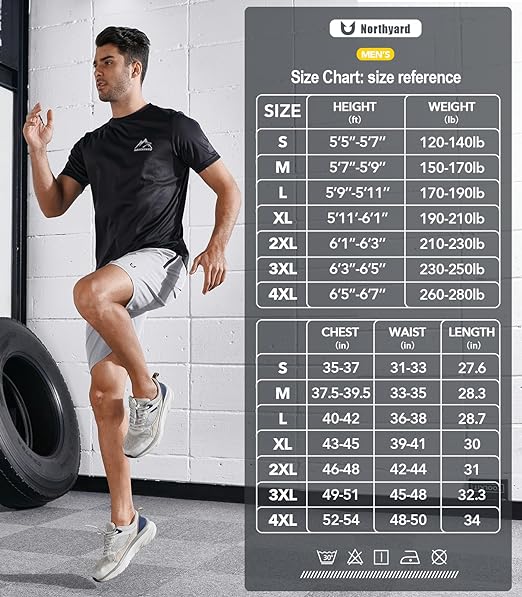 Northyard
MEN'S
Size Chart: size reference
SIZE HEIGHT (ft) WEIGHT (lb)
S 5'5"-5'7" 120-140lb
M 5'7"-5'9" 150-170lb
L 5'9"-5'11" 170-190lb
XL 5'11'-6'1" 190-210lb
2XL 6'1"-6'3" 210-230lb
3XL 6'3"-6'5" 230-250lb
4XL 6'5"-6'7" 260-280lb
CHEST (in) WAIST (in) LENGTH (in)
S 35-37 31-33 27.6
M 37.5-39.5 33-35 28.3
L 40-42 36-38 28.7
XL 43-45 39-41 30
2XL 46-48 42-44 31
3XL 49-51 45-48 32.3
4XL 52-54 48-50 34
30°